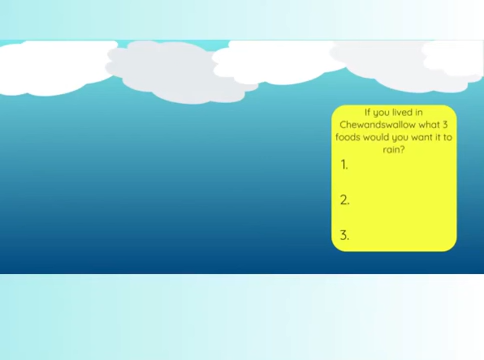 If you lived in
Chewandswallow what 3
foods would you want it to
rain?
1.
2.
3.